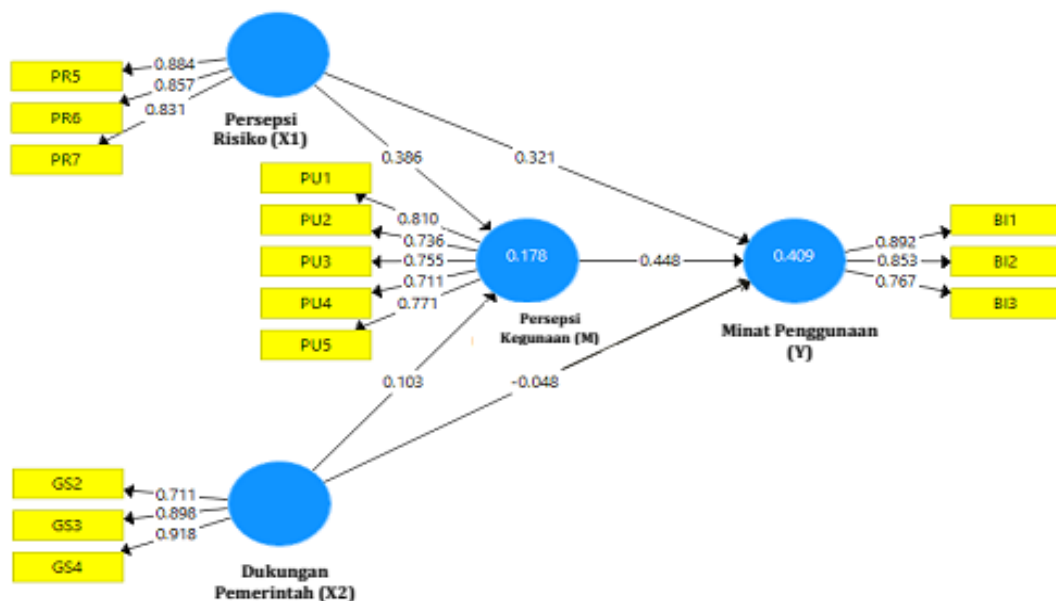 PR5
PR6
PR7
0.884
0.857
0.831
Persepsi
Risiko (X1)
0.386
0.321
PU1
PU2
PU3
PU4
PU5
0.810
0.736
0.755
0.711
0.771
0.178
Persepsi
Kegunaan (M)
0.448
0.409
Minat Penggunaan
(Y)
0.892
0.853
0.767
BI1
BI2
BI3
0.103
-0.048
GS2
GS3
GS4
0.711
0.898
0.918
Dukungan
Pemerintah (X2)